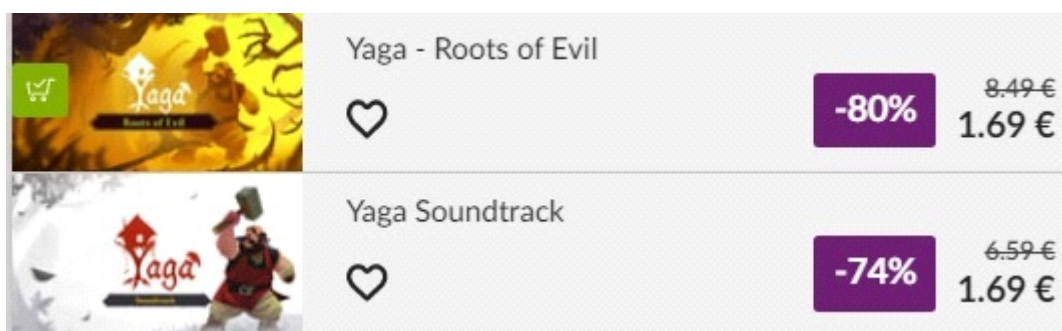 Yaga - Roots of Evil
Yaga
Roots of Evil
-80%
8.49 €
1.69 €
Yaga Soundtrack
Yaga
Soundtrack
-74%
6.59 €
1.69 €